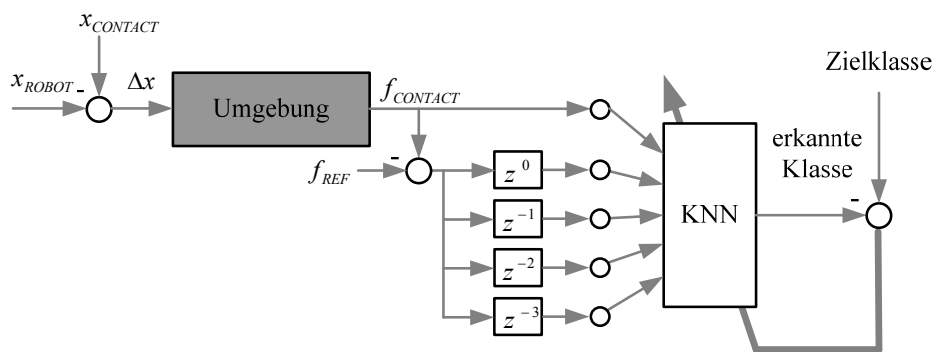 x_CONTACT
x_ROBOT
-
Δx
Umgebung
f_CONTACT
Zielklasse
f_REF
-
z^0
z^-1
z^-2
z^-3
KNN
erkannte
Klasse
-